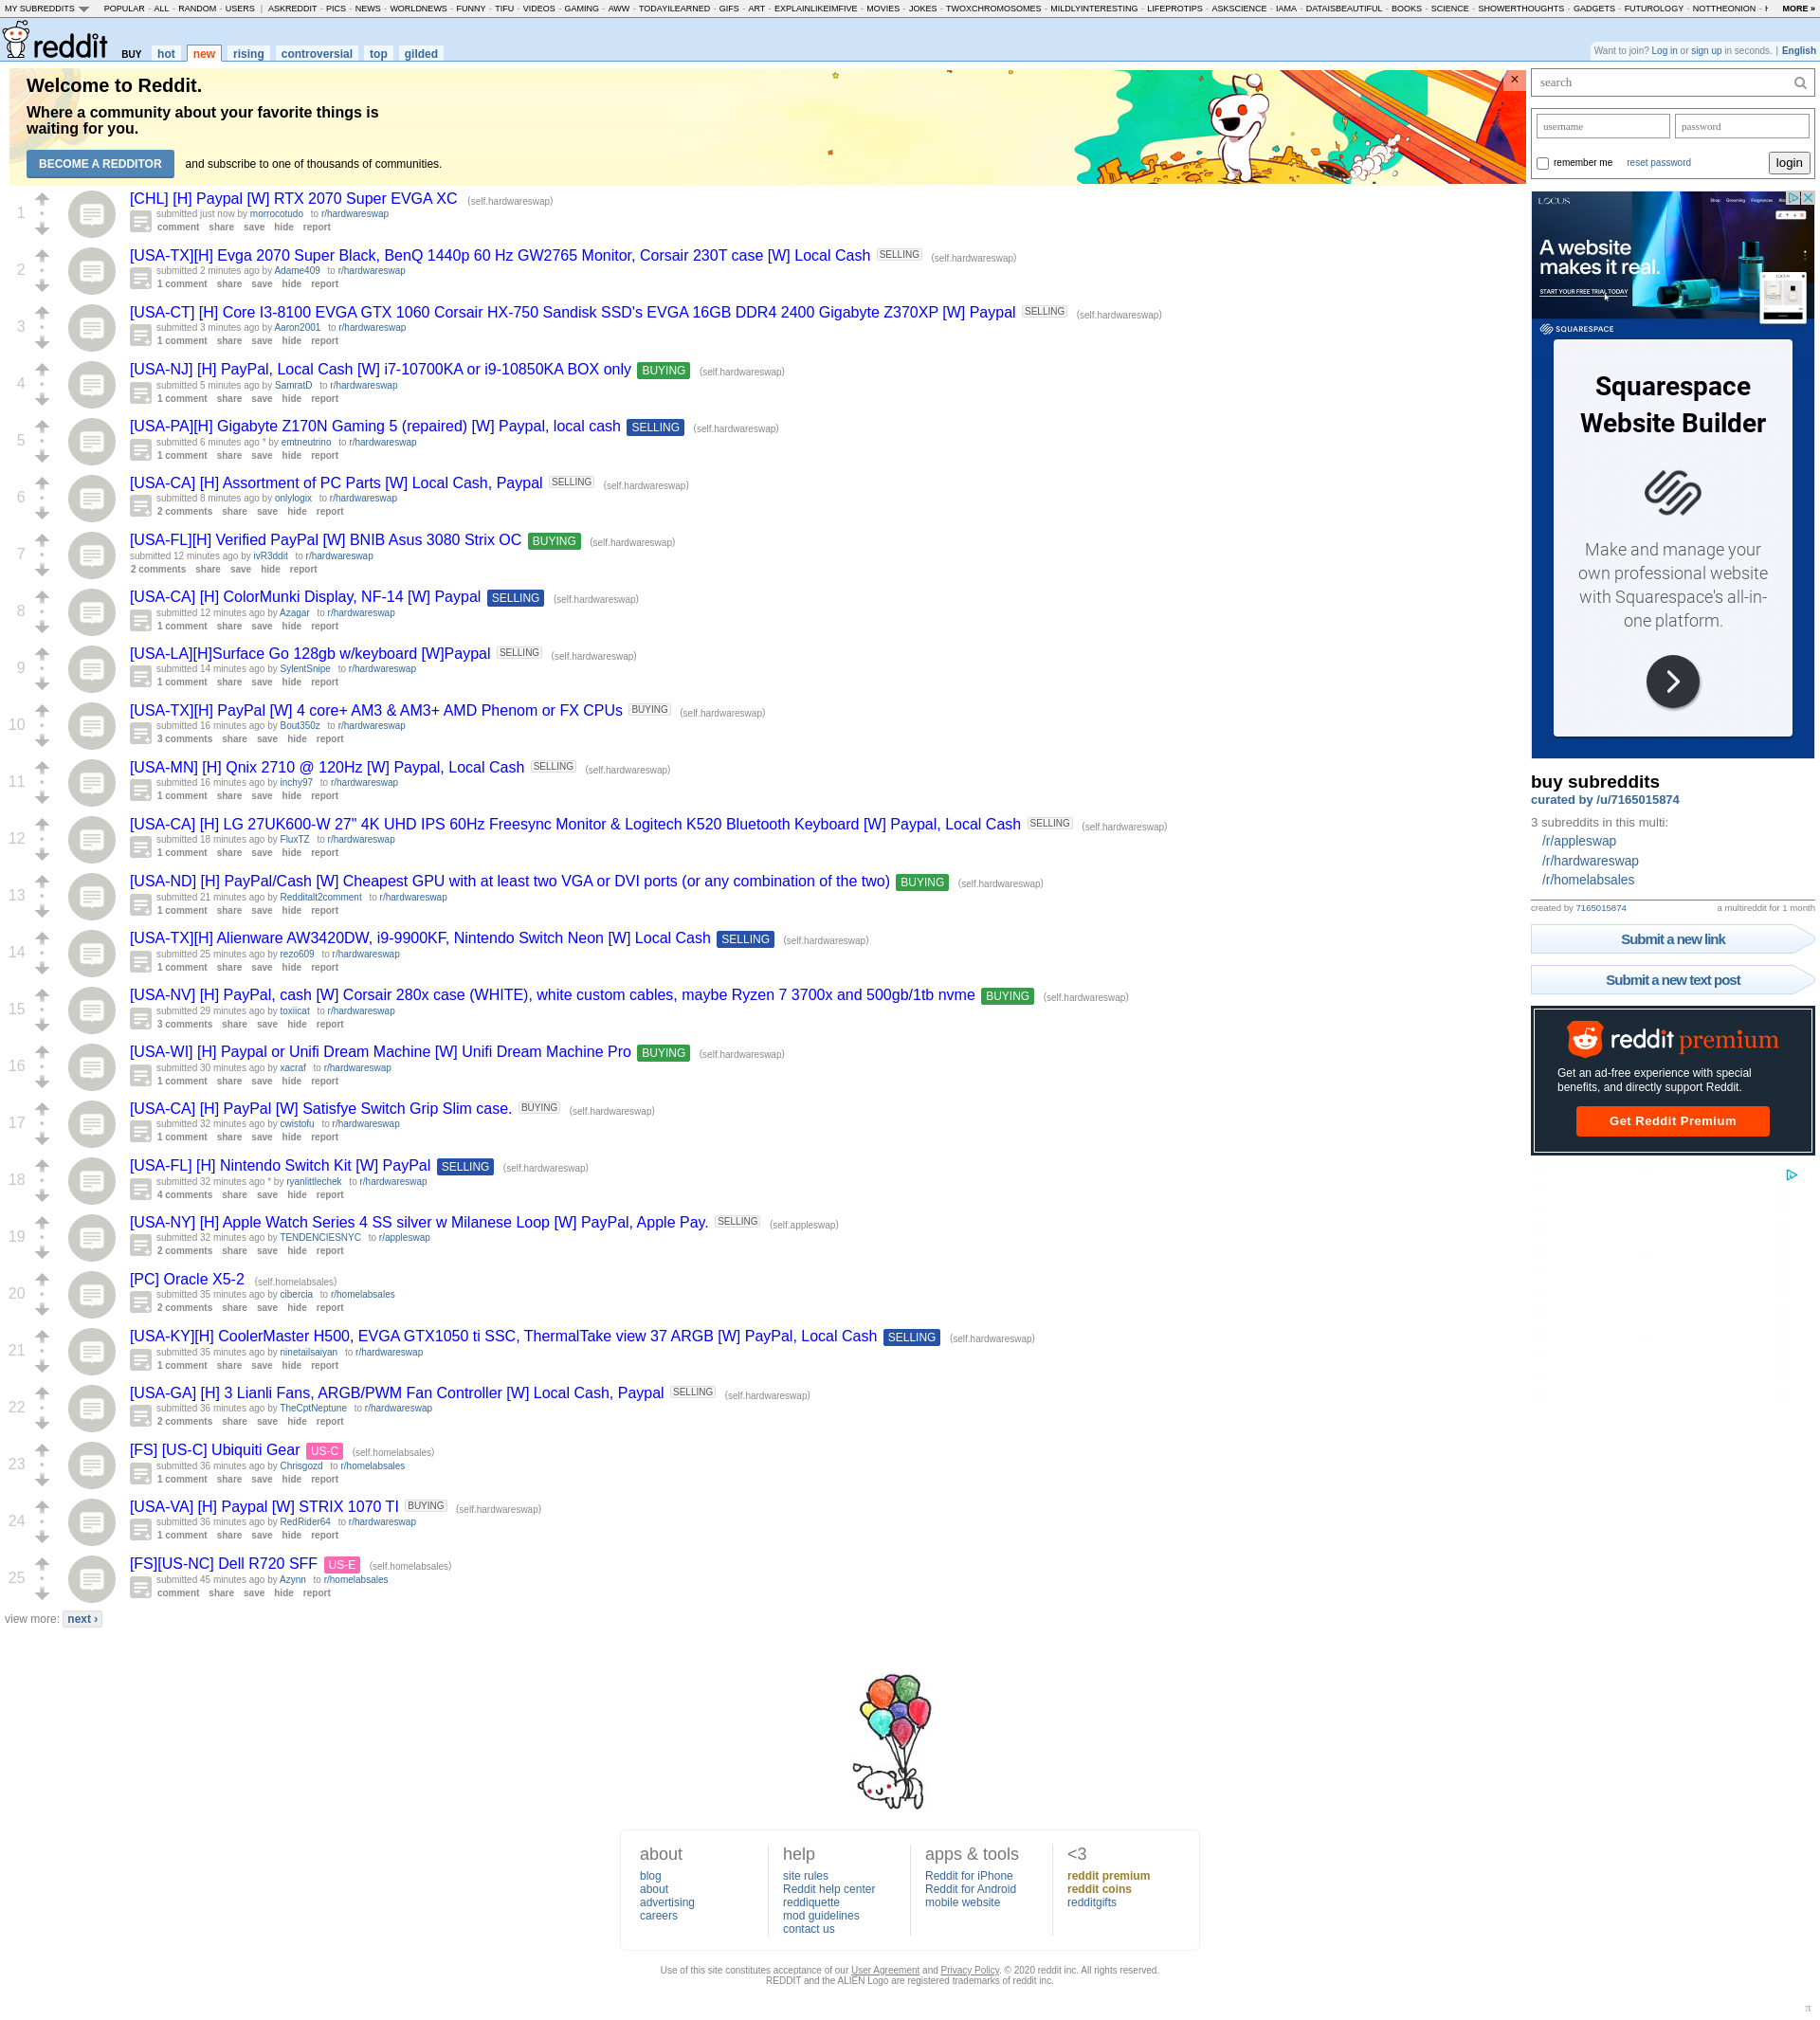 MY SUBREDDITS POPULAR - ALL - RANDOM - USERS | ASKREDDIT - PICS - NEWS - WORLDNEWS - FUNNY - TIFU - VIDEOS - GAMING - AWW - TODAYILEARNED - GIFS - ART - EXPLAINLIKEIMFIVE - MOVIES - JOKES - TWOXCHROMOSOMES - MILDLYINTERESTING - LIFEPROTIPS - ASKSCIENCE - IAMA - DATAISBEAUTIFUL - BOOKS - SCIENCE - SHOWERTHOUGHTS - GADGETS - FUTUROLOGY - NOTTHEONION - MORE »
reddit BUY hot new rising controversial top gilded
Want to join? Log in or sign up in seconds. | English
Welcome to Reddit.
Where a community about your favorite things is
waiting for you.
BECOME A REDDITOR and subscribe to one of thousands of communities.
×
1
[CHL] [H] Paypal [W] RTX 2070 Super EVGA XC (self.hardwareswap)
submitted just now by morrocotudo to r/hardwareswap
comment share save hide report
2
[USA-TX][H] Evga 2070 Super Black, BenQ 1440p 60 Hz GW2765 Monitor, Corsair 230T case [W] Local Cash SELLING (self.hardwareswap)
submitted 2 minutes ago by Adame409 to r/hardwareswap
1 comment share save hide report
3
[USA-CT] [H] Core I3-8100 EVGA GTX 1060 Corsair HX-750 Sandisk SSD's EVGA 16GB DDR4 2400 Gigabyte Z370XP [W] Paypal SELLING (self.hardwareswap)
submitted 3 minutes ago by Aaron2001 to r/hardwareswap
1 comment share save hide report
4
[USA-NJ] [H] PayPal, Local Cash [W] i7-10700KA or i9-10850KA BOX only BUYING (self.hardwareswap)
submitted 5 minutes ago by SamratD to r/hardwareswap
1 comment share save hide report
5
[USA-PA][H] Gigabyte Z170N Gaming 5 (repaired) [W] Paypal, local cash SELLING (self.hardwareswap)
submitted 6 minutes ago * by emtneutrino to r/hardwareswap
1 comment share save hide report
6
[USA-CA] [H] Assortment of PC Parts [W] Local Cash, Paypal SELLING (self.hardwareswap)
submitted 8 minutes ago by onlylogix to r/hardwareswap
2 comments share save hide report
7
[USA-FL][H] Verified PayPal [W] BNIB Asus 3080 Strix OC BUYING (self.hardwareswap)
submitted 12 minutes ago by ivR3ddit to r/hardwareswap
2 comments share save hide report
8
[USA-CA] [H] ColorMunki Display, NF-14 [W] Paypal SELLING (self.hardwareswap)
submitted 12 minutes ago by Azagar to r/hardwareswap
1 comment share save hide report
9
[USA-LA][H]Surface Go 128gb w/keyboard [W]Paypal SELLING (self.hardwareswap)
submitted 14 minutes ago by SylentSnipe to r/hardwareswap
1 comment share save hide report
10
[USA-TX][H] PayPal [W] 4 core+ AM3 & AM3+ AMD Phenom or FX CPUs BUYING (self.hardwareswap)
submitted 16 minutes ago by Bout350z to r/hardwareswap
3 comments share save hide report
11
[USA-MN] [H] Qnix 2710 @ 120Hz [W] Paypal, Local Cash SELLING (self.hardwareswap)
submitted 16 minutes ago by inchy97 to r/hardwareswap
1 comment share save hide report
12
[USA-CA] [H] LG 27UK600-W 27" 4K UHD IPS 60Hz Freesync Monitor & Logitech K520 Bluetooth Keyboard [W] Paypal, Local Cash SELLING (self.hardwareswap)
submitted 18 minutes ago by FluxTZ to r/hardwareswap
1 comment share save hide report
13
[USA-ND] [H] PayPal/Cash [W] Cheapest GPU with at least two VGA or DVI ports (or any combination of the two) BUYING (self.hardwareswap)
submitted 21 minutes ago by Redditalt2comment to r/hardwareswap
1 comment share save hide report
14
[USA-TX][H] Alienware AW3420DW, i9-9900KF, Nintendo Switch Neon [W] Local Cash SELLING (self.hardwareswap)
submitted 25 minutes ago by rezo609 to r/hardwareswap
1 comment share save hide report
15
[USA-NV] [H] PayPal, cash [W] Corsair 280x case (WHITE), white custom cables, maybe Ryzen 7 3700x and 500gb/1tb nvme BUYING (self.hardwareswap)
submitted 29 minutes ago by toxiicat to r/hardwareswap
3 comments share save hide report
16
[USA-WI] [H] Paypal or Unifi Dream Machine [W] Unifi Dream Machine Pro BUYING (self.hardwareswap)
submitted 30 minutes ago by xacraf to r/hardwareswap
1 comment share save hide report
17
[USA-CA] [H] PayPal [W] Satisfye Switch Grip Slim case. BUYING (self.hardwareswap)
submitted 32 minutes ago by cwistofu to r/hardwareswap
1 comment share save hide report
18
[USA-FL] [H] Nintendo Switch Kit [W] PayPal SELLING (self.hardwareswap)
submitted 32 minutes ago * by ryanlittlechek to r/hardwareswap
4 comments share save hide report
19
[USA-NY] [H] Apple Watch Series 4 SS silver w Milanese Loop [W] PayPal, Apple Pay. SELLING (self.appleswap)
submitted 32 minutes ago by TENDENCIESNYC to r/appleswap
2 comments share save hide report
20
[PC] Oracle X5-2 (self.homelabsales)
submitted 35 minutes ago by cibercia to r/homelabsales
2 comments share save hide report
21
[USA-KY][H] CoolerMaster H500, EVGA GTX1050 ti SSC, ThermalTake view 37 ARGB [W] PayPal, Local Cash SELLING (self.hardwareswap)
submitted 35 minutes ago by ninetailsaiyan to r/hardwareswap
1 comment share save hide report
22
[USA-GA] [H] 3 Lianli Fans, ARGB/PWM Fan Controller [W] Local Cash, Paypal SELLING (self.hardwareswap)
submitted 36 minutes ago by TheCptNeptune to r/hardwareswap
2 comments share save hide report
23
[FS] [US-C] Ubiquiti Gear US-C (self.homelabsales)
submitted 36 minutes ago by Chrisgozd to r/homelabsales
1 comment share save hide report
24
[USA-VA] [H] Paypal [W] STRIX 1070 TI BUYING (self.hardwareswap)
submitted 36 minutes ago by RedRider64 to r/hardwareswap
1 comment share save hide report
25
[FS][US-NC] Dell R720 SFF US-E (self.homelabsales)
submitted 45 minutes ago by Azynn to r/homelabsales
comment share save hide report
view more: next ›
search
username password
remember me reset password login
LOCUS
A website
makes it real.
START YOUR FREE TRIAL TODAY
SQUARESPACE
Squarespace
Website Builder
Make and manage your
own professional website
with Squarespace's all-in-
one platform.
buy subreddits
curated by /u/7165015874
3 subreddits in this multi:
/r/appleswap
/r/hardwareswap
/r/homelabsales
created by 7165015874 a multireddit for 1 month
Submit a new link
Submit a new text post
reddit premium
Get an ad-free experience with special
benefits, and directly support Reddit.
Get Reddit Premium
about
blog
about
advertising
careers
help
site rules
Reddit help center
reddiquette
mod guidelines
contact us
apps & tools
Reddit for iPhone
Reddit for Android
mobile website
<3
reddit premium
reddit coins
redditgifts
Use of this site constitutes acceptance of our User Agreement and Privacy Policy. © 2020 reddit inc. All rights reserved.
REDDIT and the ALIEN Logo are registered trademarks of reddit inc.
π